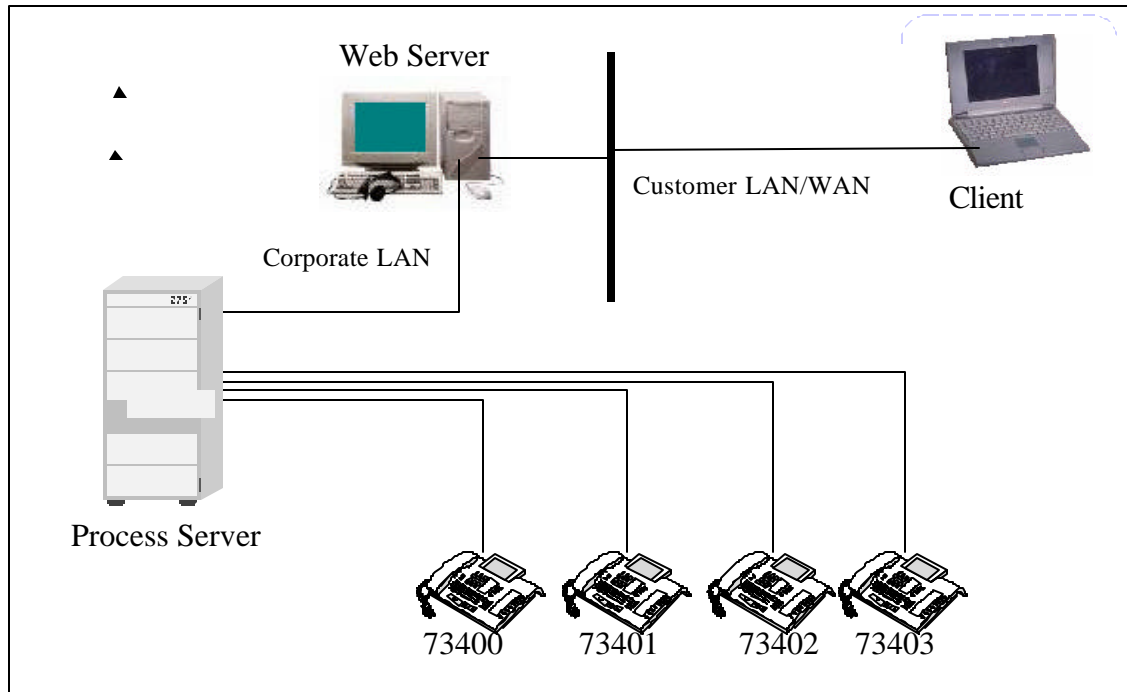 Web Server
Customer LAN/WAN
Client
Corporate LAN
Process Server
73400
73401
73402
73403